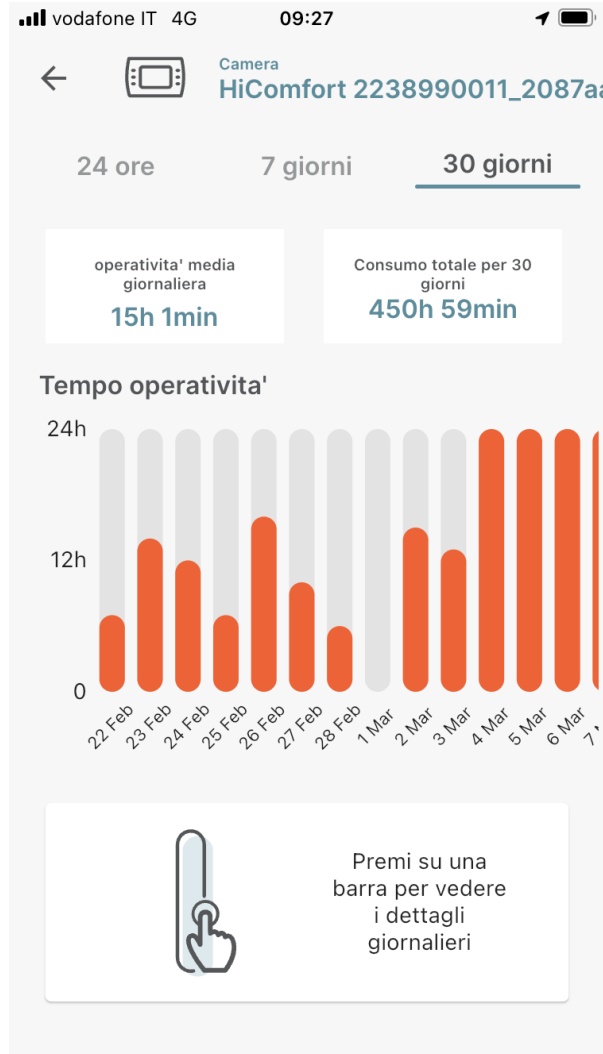 vodafone IT 4G 09:27
Camera
HiComfort 2238990011_2087aa
24 ore 7 giorni 30 giorni
operativita' media
giornaliera
15h 1min
Consumo totale per 30
giorni
450h 59min
Tempo operativita'
24h
12h
0
22 Feb 23 Feb 24 Feb 25 Feb 26 Feb 27 Feb 28 Feb 1 Mar 2 Mar 3 Mar 4 Mar 5 Mar 6 Mar 7
Premi su una
barra per vedere
i dettagli
giornalieri